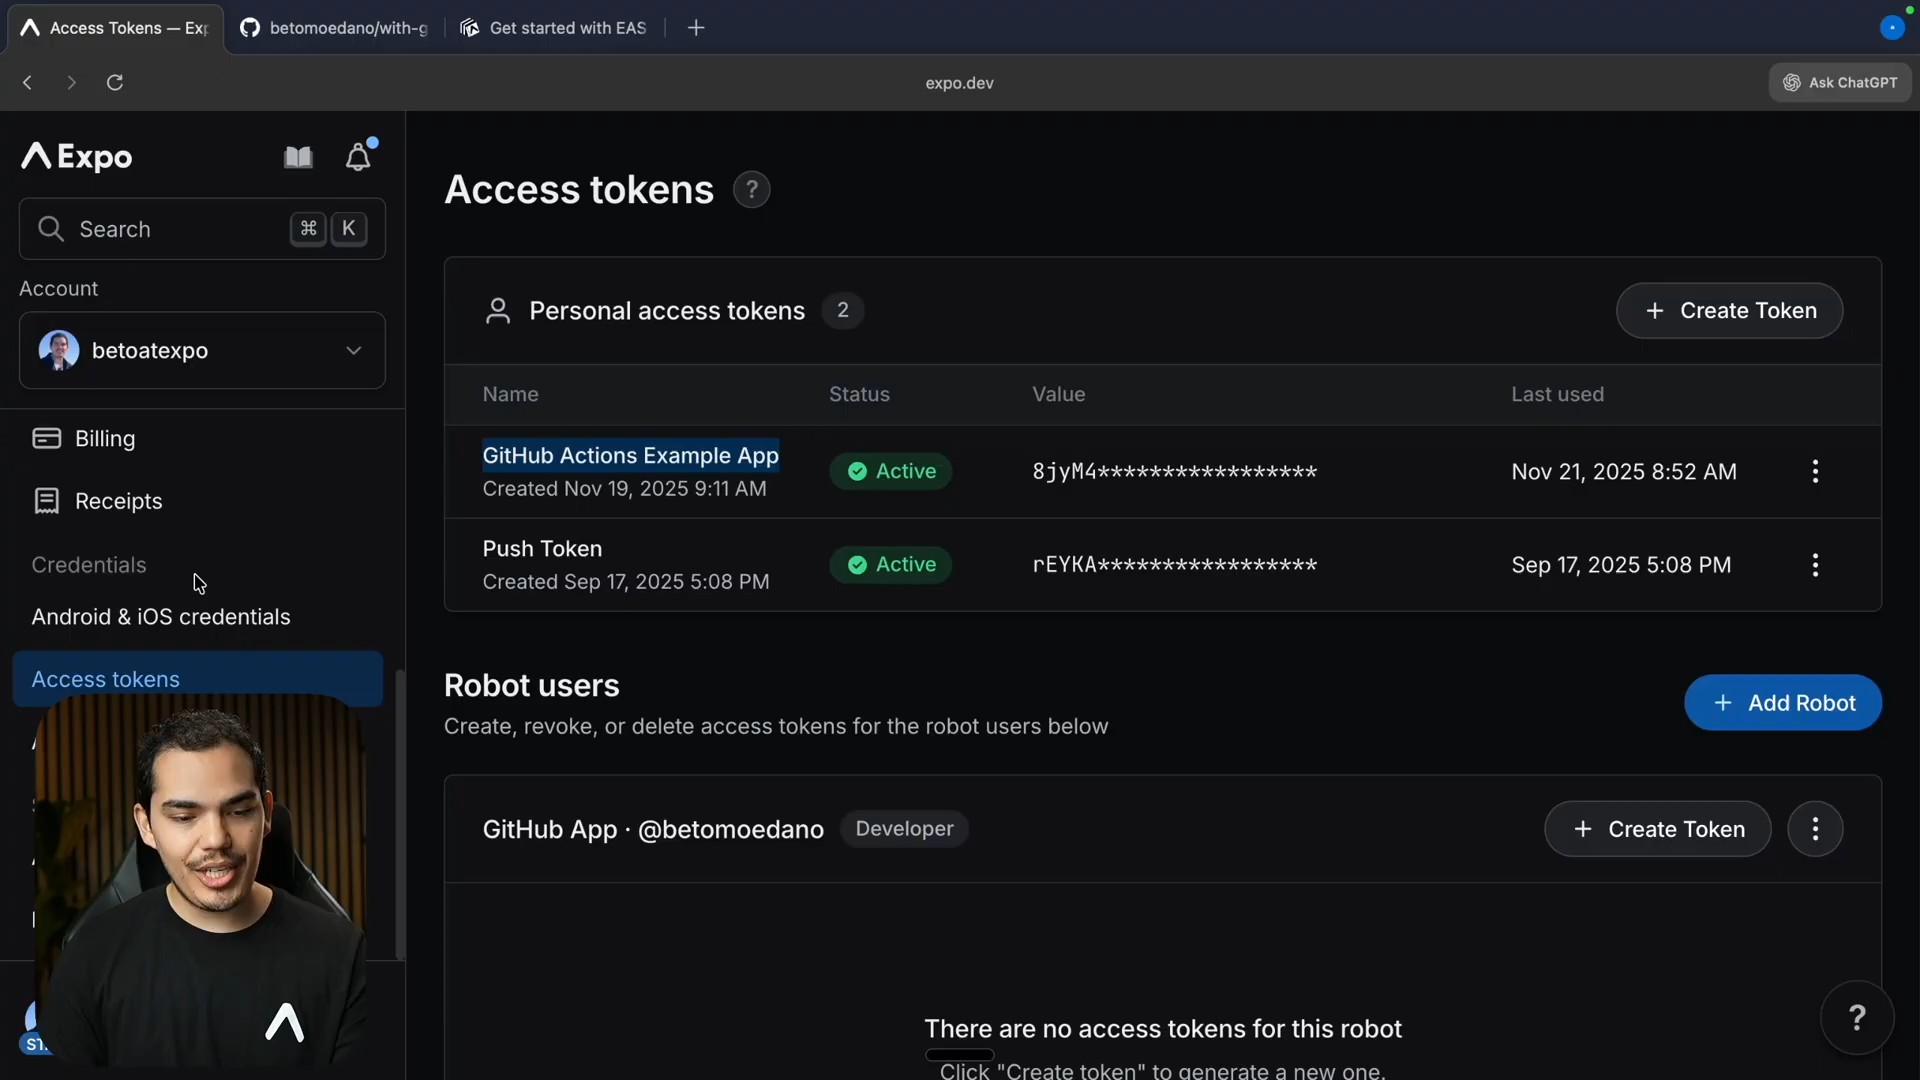 Access Tokens — Exp
betomoedano/with-g
Get started with EAS
expo.dev
Ask ChatGPT
Expo
Search
⌘ K
Account
betoatexpo
Billing
Receipts
Credentials
Android & iOS credentials
Access tokens
Access tokens ?
Personal access tokens 2
+ Create Token
Name Status Value Last used
GitHub Actions Example App
Created Nov 19, 2025 9:11 AM
Active
8jyM4*****************
Nov 21, 2025 8:52 AM
Push Token
Created Sep 17, 2025 5:08 PM
Active
rEYKA*****************
Sep 17, 2025 5:08 PM
Robot users
Create, revoke, or delete access tokens for the robot users below
+ Add Robot
GitHub App · @betomoedano Developer
+ Create Token
There are no access tokens for this robot
Click "Create token" to generate a new one.
?